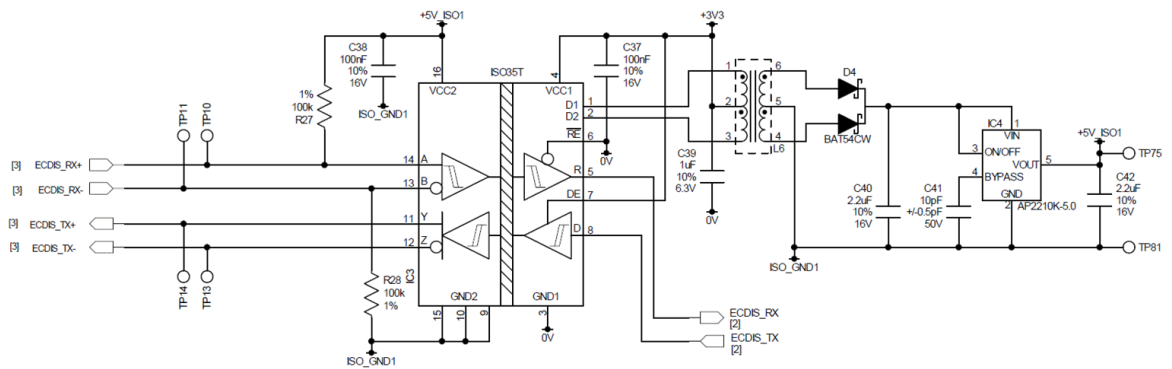 +5V_ISO1
+3V3
C38
100nF
10%
16V
ISO_GND1
1%
100k
R27
TP11
TP10
16
VCC2
ISO35T
4
VCC1
C37
100nF
10%
16V
0V
D1 1
D2 2
RE 6
R 5
DE 7
D 8
[3] ECDIS_RX+
14 A
[3] ECDIS_RX-
13 B
[3] ECDIS_TX+
11 Y
[3] ECDIS_TX-
12 Z
TP14
TP13
IC3
R28
100k
1%
GND2
15
10
9
GND1
3
0V
ISO_GND1
ECDIS_RX
[2]
ECDIS_TX
[2]
C39
1uF
10%
6.3V
0V
1
2
3
6
5
4
L6
D4
BAT54CW
ISO_GND1
C40
2.2uF
10%
16V
C41
10pF
+/-0.5pF
50V
IC4
1
VIN
3 ON/OFF
VOUT 5
4 BYPASS
GND
2
AP2210K-5.0
+5V_ISO1
TP75
C42
2.2uF
10%
16V
TP81